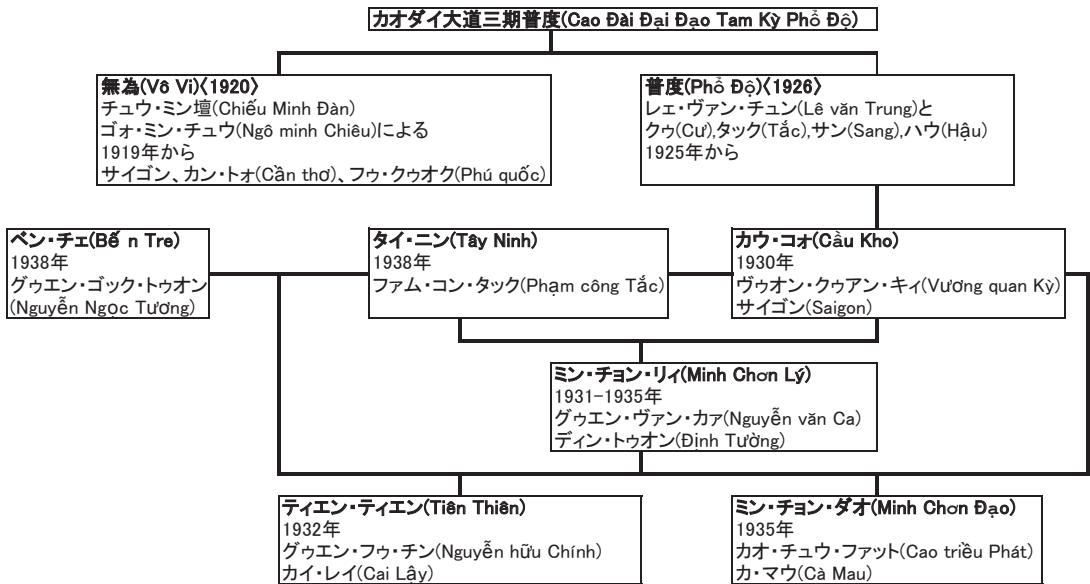 カオダイ大道三期普度(Cao Đài Đại Đạo Tam Kỳ Phổ Độ)
無為(Vô Vi)〈1920〉
チュウ・ミン壇(Chiếu Minh Đàn)
ゴォ・ミン・チュウ(Ngô minh Chiêu)による
1919年から
サイゴン、カン・トォ(Cần thơ)、フゥ・クゥオク(Phú quốc)
普度(Phổ Độ)〈1926〉
レェ・ヴァン・チュン(Lê văn Trung)と
クゥ(Cư),タック(Tắc),サン(Sang),ハウ(Hậu)
1925年から
ベン・チェ(Bế n Tre)
1938年
グゥエン・ゴック・トゥオン
(Nguyễn Ngọc Tương)
タイ・ニン(Tây Ninh)
1938年
ファム・コン・タック(Phạm công Tắc)
カウ・コォ(Cầu Kho)
1930年
ヴゥオン・クゥアン・キィ(Vương quan Kỳ)
サイゴン(Saigon)
ミン・チョン・リィ(Minh Chơn Lý)
1931-1935年
グゥエン・ヴァン・カァ(Nguyễn văn Ca)
ディン・トゥオン(Định Tường)
ティエン・ティエン(Tiên Thiên)
1932年
グゥエン・フゥ・チン(Nguyễn hữu Chính)
カイ・レイ(Cai Lậy)
ミン・チョン・ダオ(Minh Chơn Đạo)
1935年
カオ・チュウ・ファット(Cao triều Phát)
カ・マウ(Cà Mau)